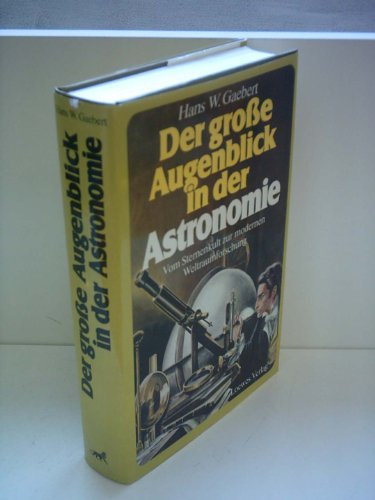 Hans W. Gaebert
Der große
Augenblick
in der
Astronomie
Vom Sternenkult zur modernen
Weltraumforschung
Loewes Verlag
Hans W. Gaebert
Der große Augenblick
in der Astronomie